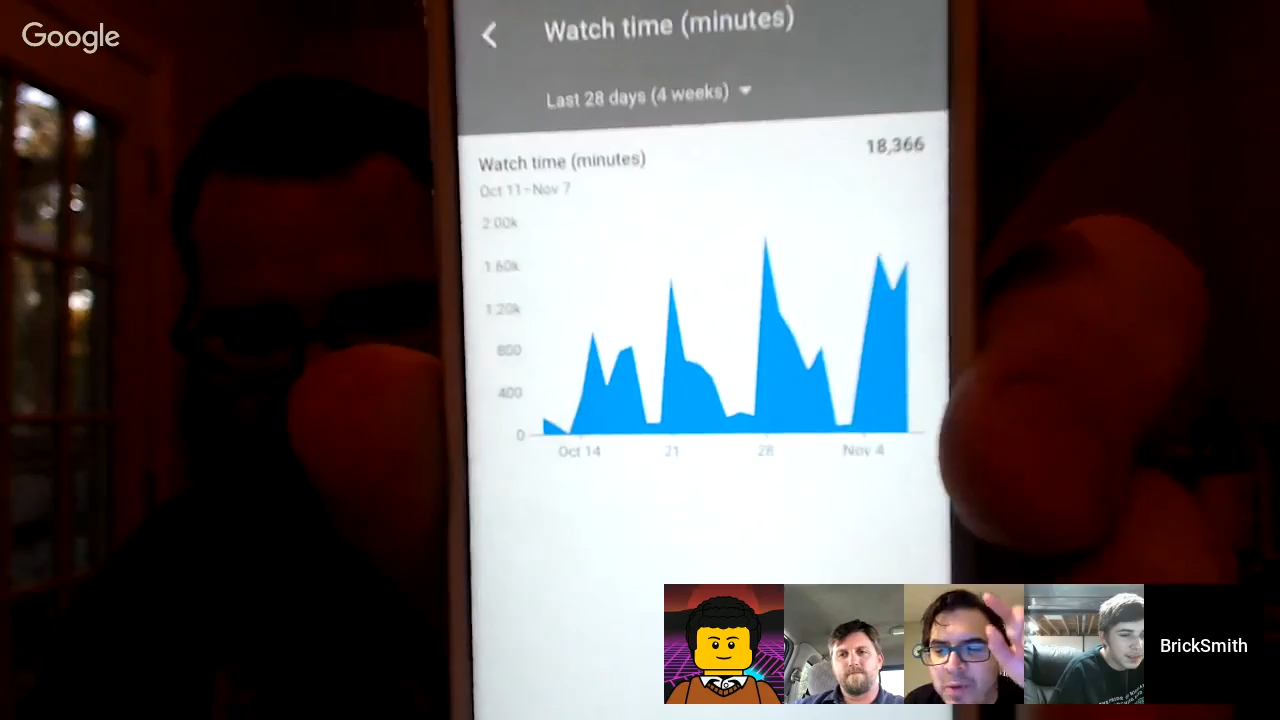 Google
Watch time (minutes)
Last 28 days (4 weeks)
Watch time (minutes)
18,366
Oct 11–Nov 7
2.00k
1.60k
1.20k
800
400
0
Oct 14
21
28
Nov 4
BrickSmith